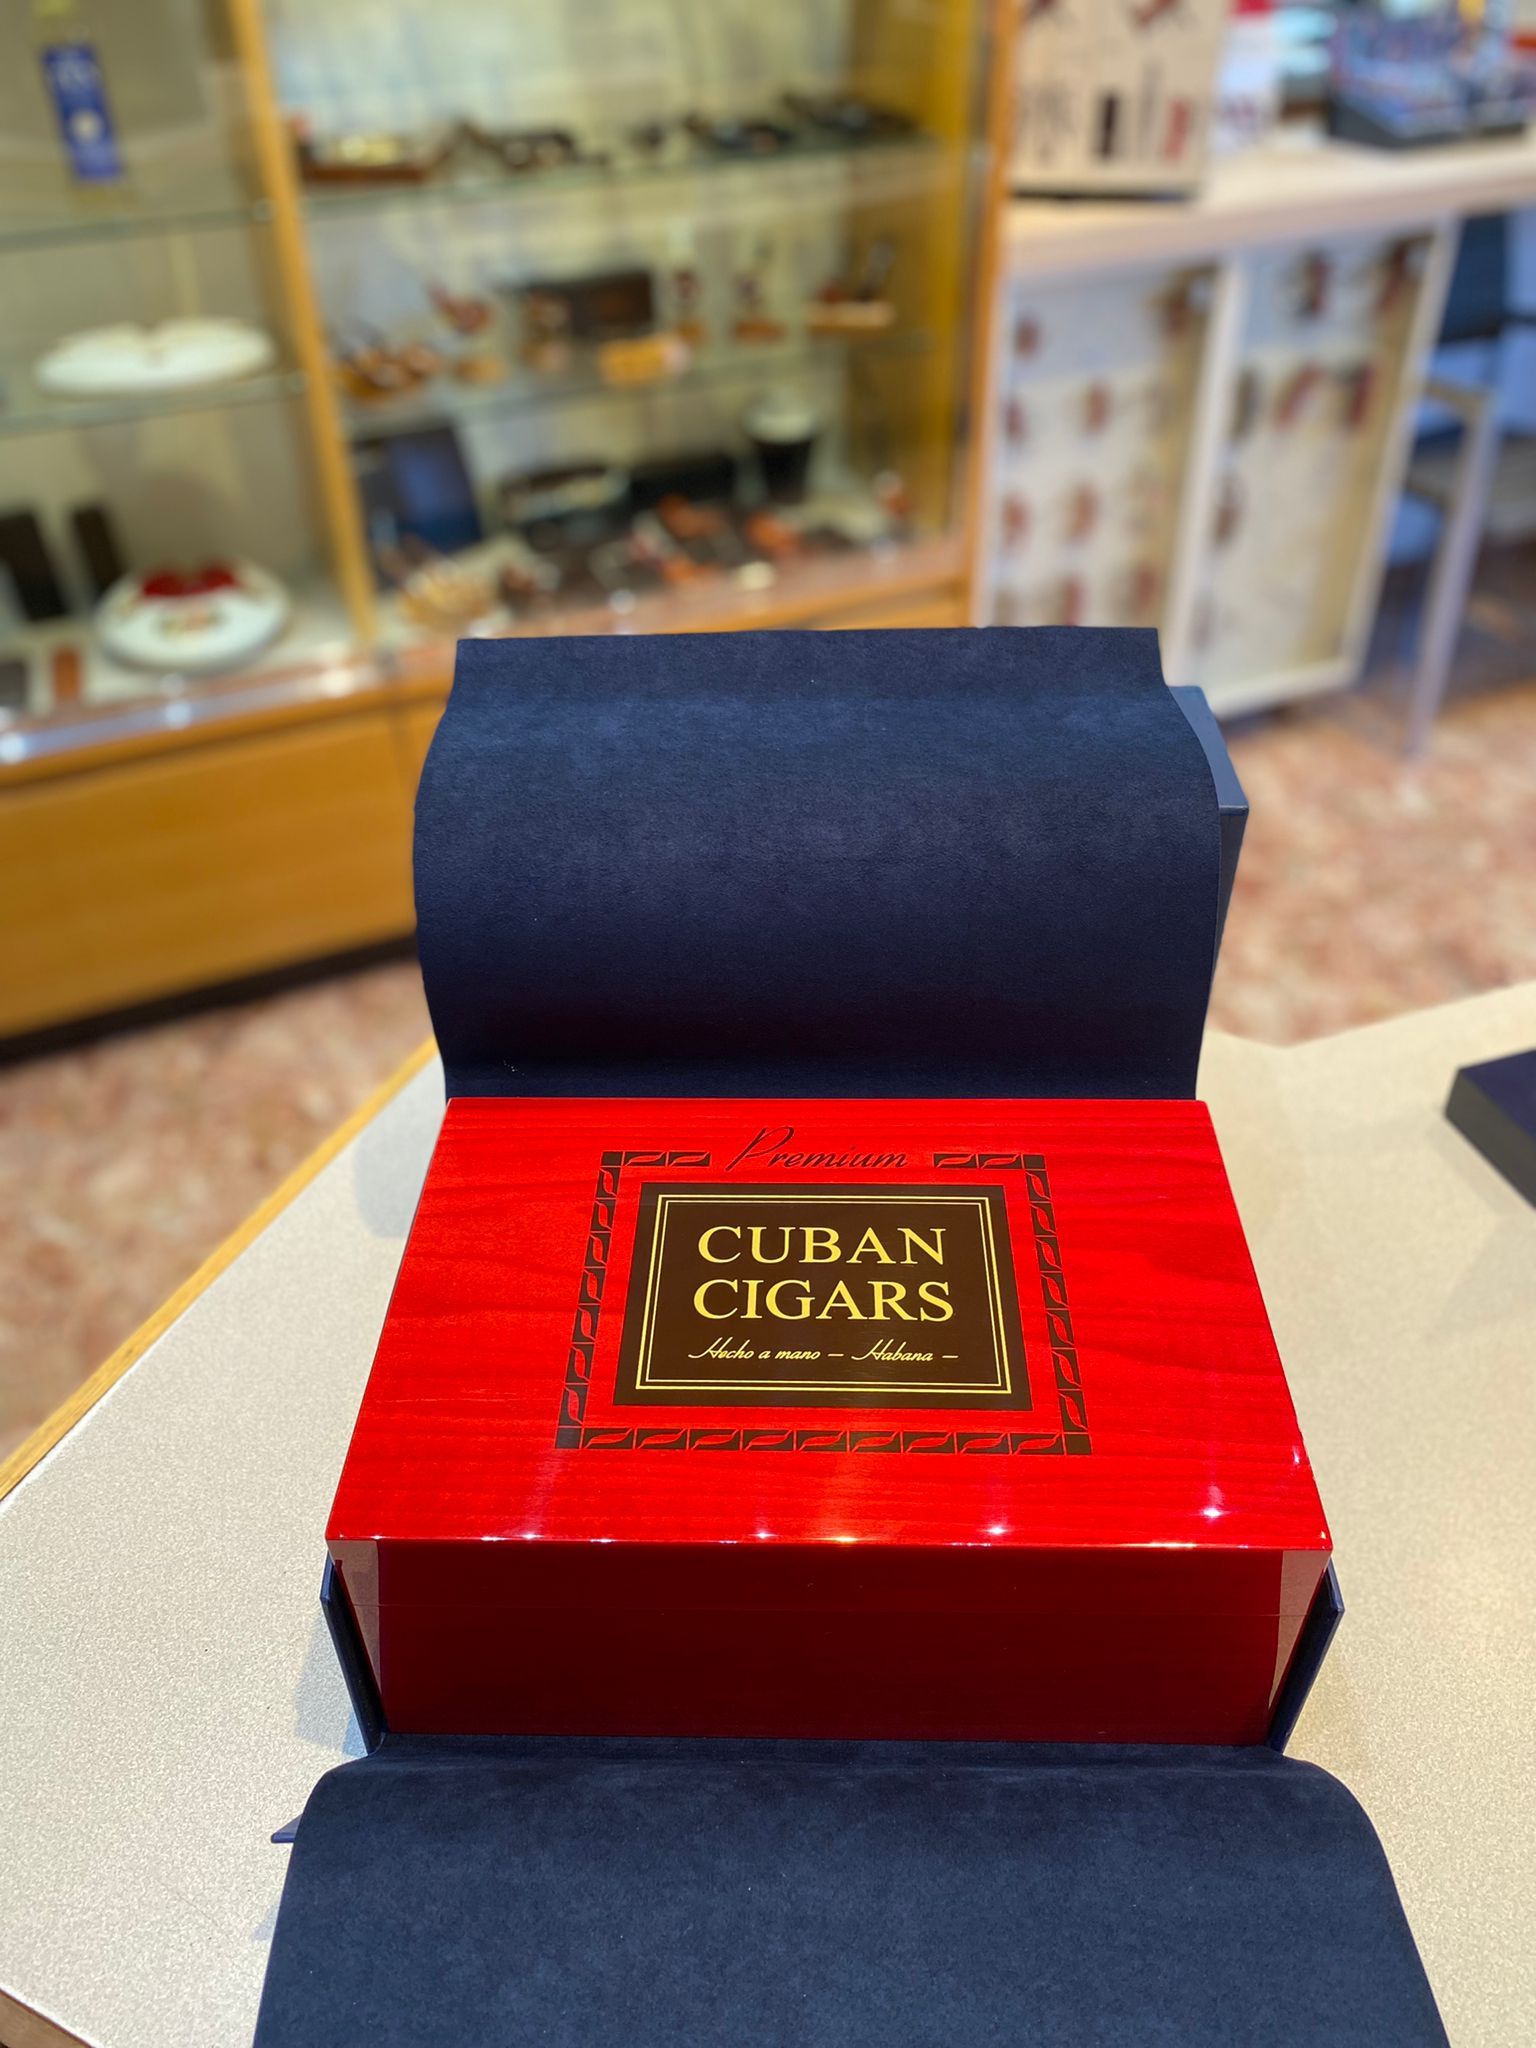 Premium
CUBAN
CIGARS
Hecho a mano – Habana –